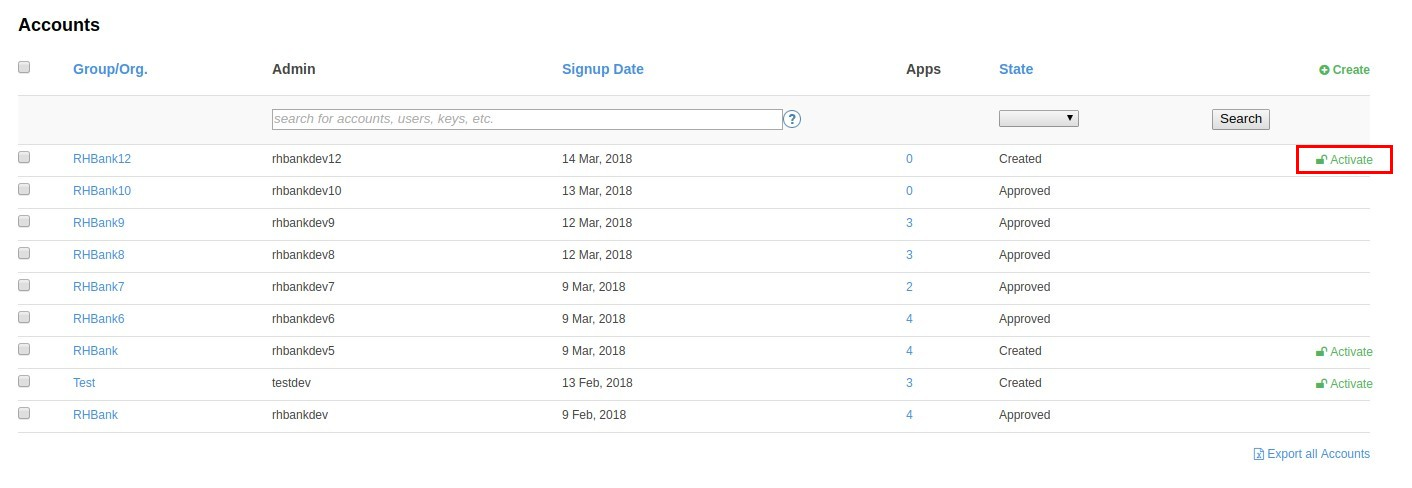 Accounts
Group/Org. Admin Signup Date Apps State Create
search for accounts, users, keys, etc. ? Search
RHBank12 rhbankdev12 14 Mar, 2018 0 Created Activate
RHBank10 rhbankdev10 13 Mar, 2018 0 Approved
RHBank9 rhbankdev9 12 Mar, 2018 3 Approved
RHBank8 rhbankdev8 12 Mar, 2018 3 Approved
RHBank7 rhbankdev7 9 Mar, 2018 2 Approved
RHBank6 rhbankdev6 9 Mar, 2018 4 Approved
RHBank rhbankdev5 9 Mar, 2018 4 Created Activate
Test testdev 13 Feb, 2018 3 Created Activate
RHBank rhbankdev 9 Feb, 2018 4 Approved
Export all Accounts